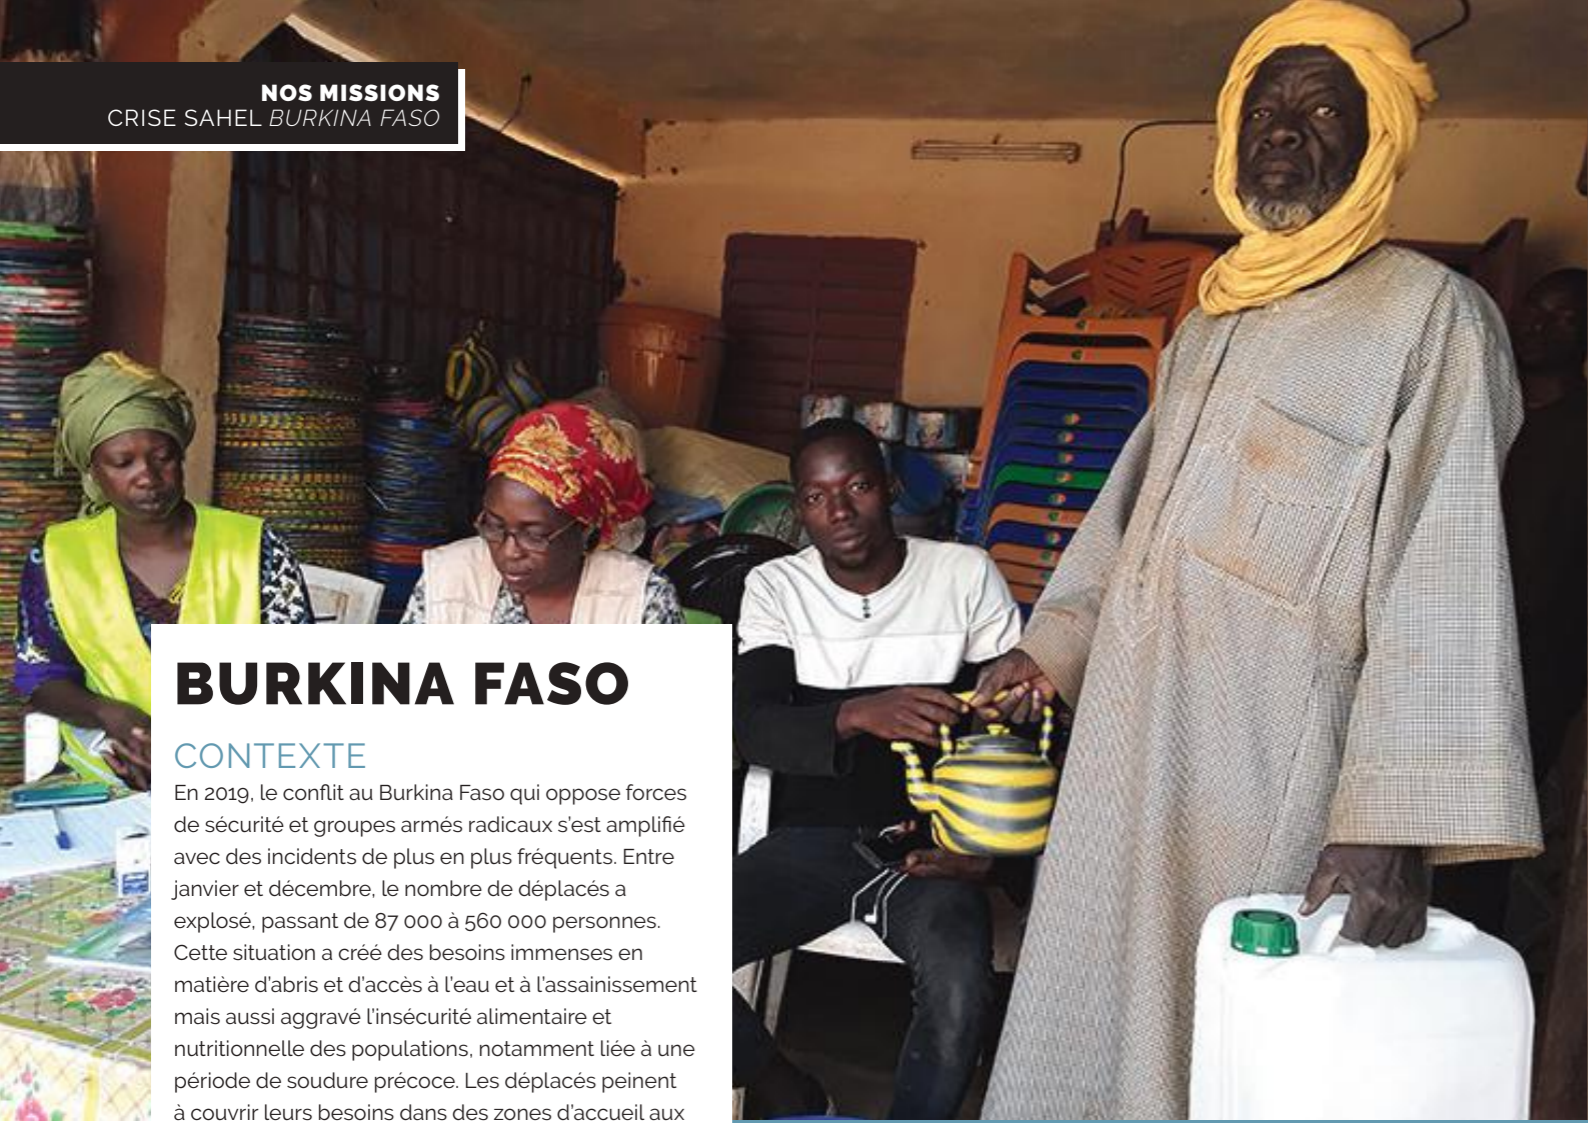 NOS MISSIONS
CRISE SAHEL BURKINA FASO
BURKINA FASO
CONTEXTE
En 2019, le conflit au Burkina Faso qui oppose forces
de sécurité et groupes armés radicaux s'est amplifié
avec des incidents de plus en plus fréquents. Entre
janvier et décembre, le nombre de déplacés a
explosé, passant de 87 000 à 560 000 personnes.
Cette situation a créé des besoins immenses en
matière d'abris et d'accès à l'eau et à l'assainissement
mais aussi aggravé l'insécurité alimentaire et
nutritionnelle des populations, notamment liée à une
période de soudure précoce. Les déplacés peinent
à couvrir leurs besoins dans des zones d'accueil aux